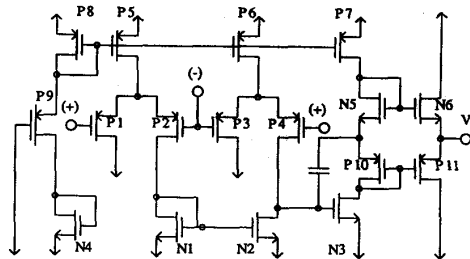 P8 P5 P6 P7
P9 (-) N5 N6
(+) P1 P2 P3 P4 (+) V
P10 P11
N4 N1 N2 N3